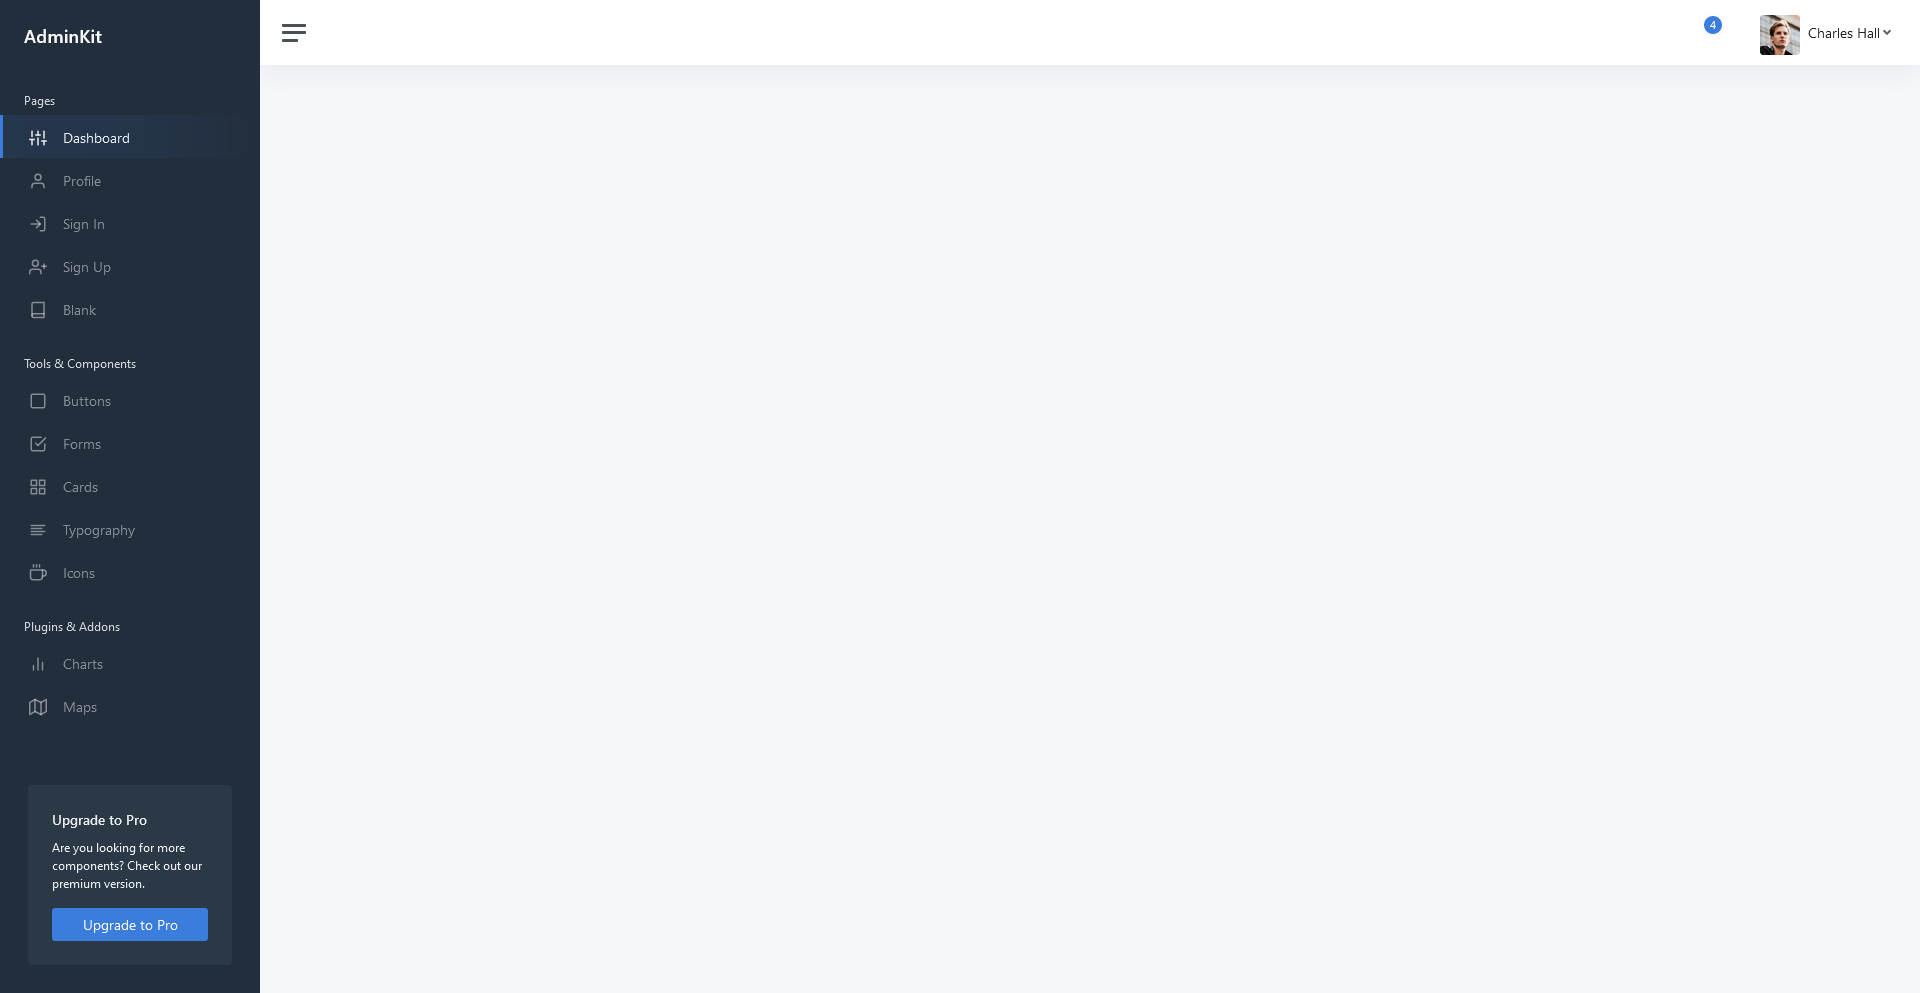 AdminKit
4
Charles Hall
Pages
Dashboard
Profile
Sign In
Sign Up
Blank
Tools & Components
Buttons
Forms
Cards
Typography
Icons
Plugins & Addons
Charts
Maps
Upgrade to Pro
Are you looking for more
components? Check out our
premium version.
Upgrade to Pro